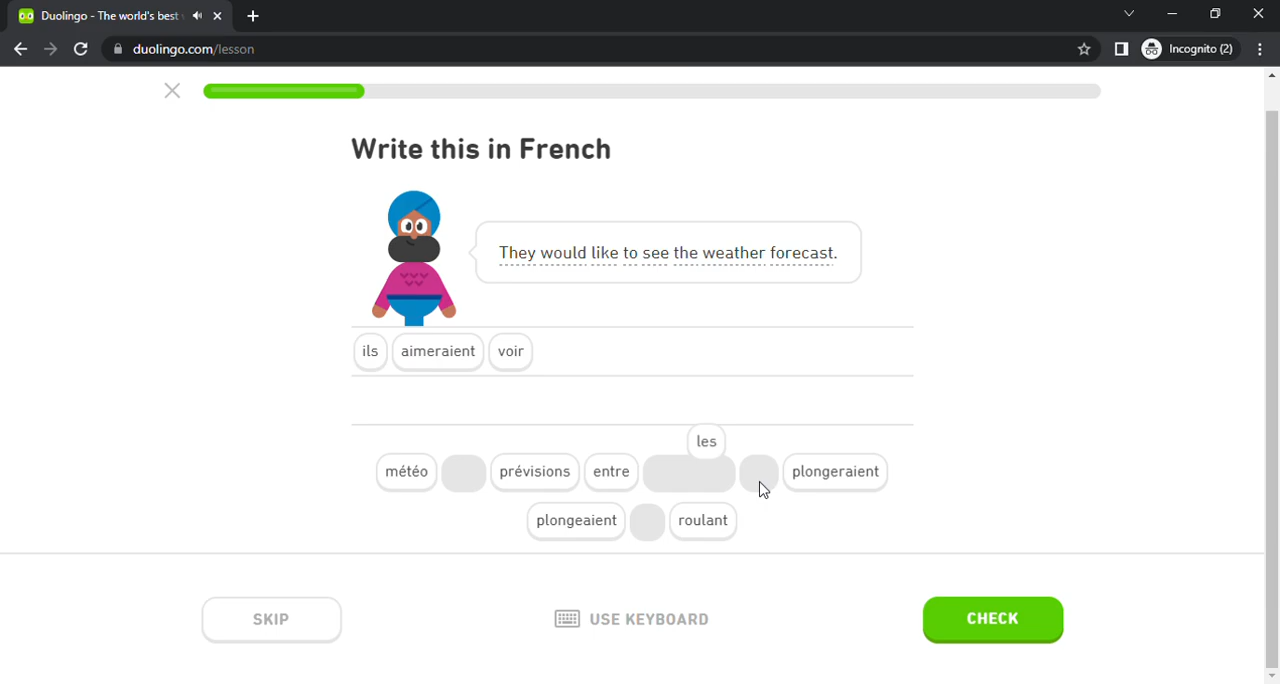 Duolingo - The world's best
duolingo.com/lesson
Incognito (2)
Write this in French
They would like to see the weather forecast.
ils aimeraient voir
les
météo prévisions entre plongeraient
plongeaient roulant
SKIP USE KEYBOARD CHECK